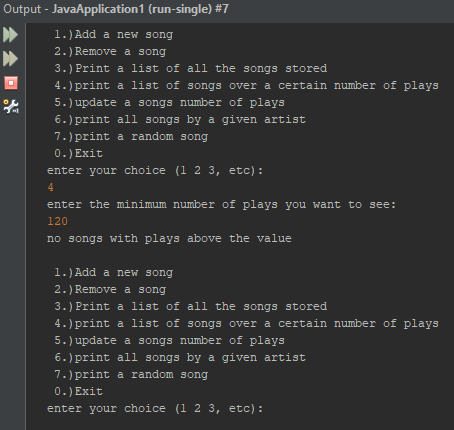 Output - JavaApplication1 (run-single) #7
1.)Add a new song
2.)Remove a song
3.)Print a list of all the songs stored
4.)print a list of songs over a certain number of plays
5.)update a songs number of plays
6.)print all songs by a given artist
7.)print a random song
0.)Exit
enter your choice (1 2 3, etc):
4
enter the minimum number of plays you want to see:
120
no songs with plays above the value
1.)Add a new song
2.)Remove a song
3.)Print a list of all the songs stored
4.)print a list of songs over a certain number of plays
5.)update a songs number of plays
6.)print all songs by a given artist
7.)print a random song
0.)Exit
enter your choice (1 2 3, etc):